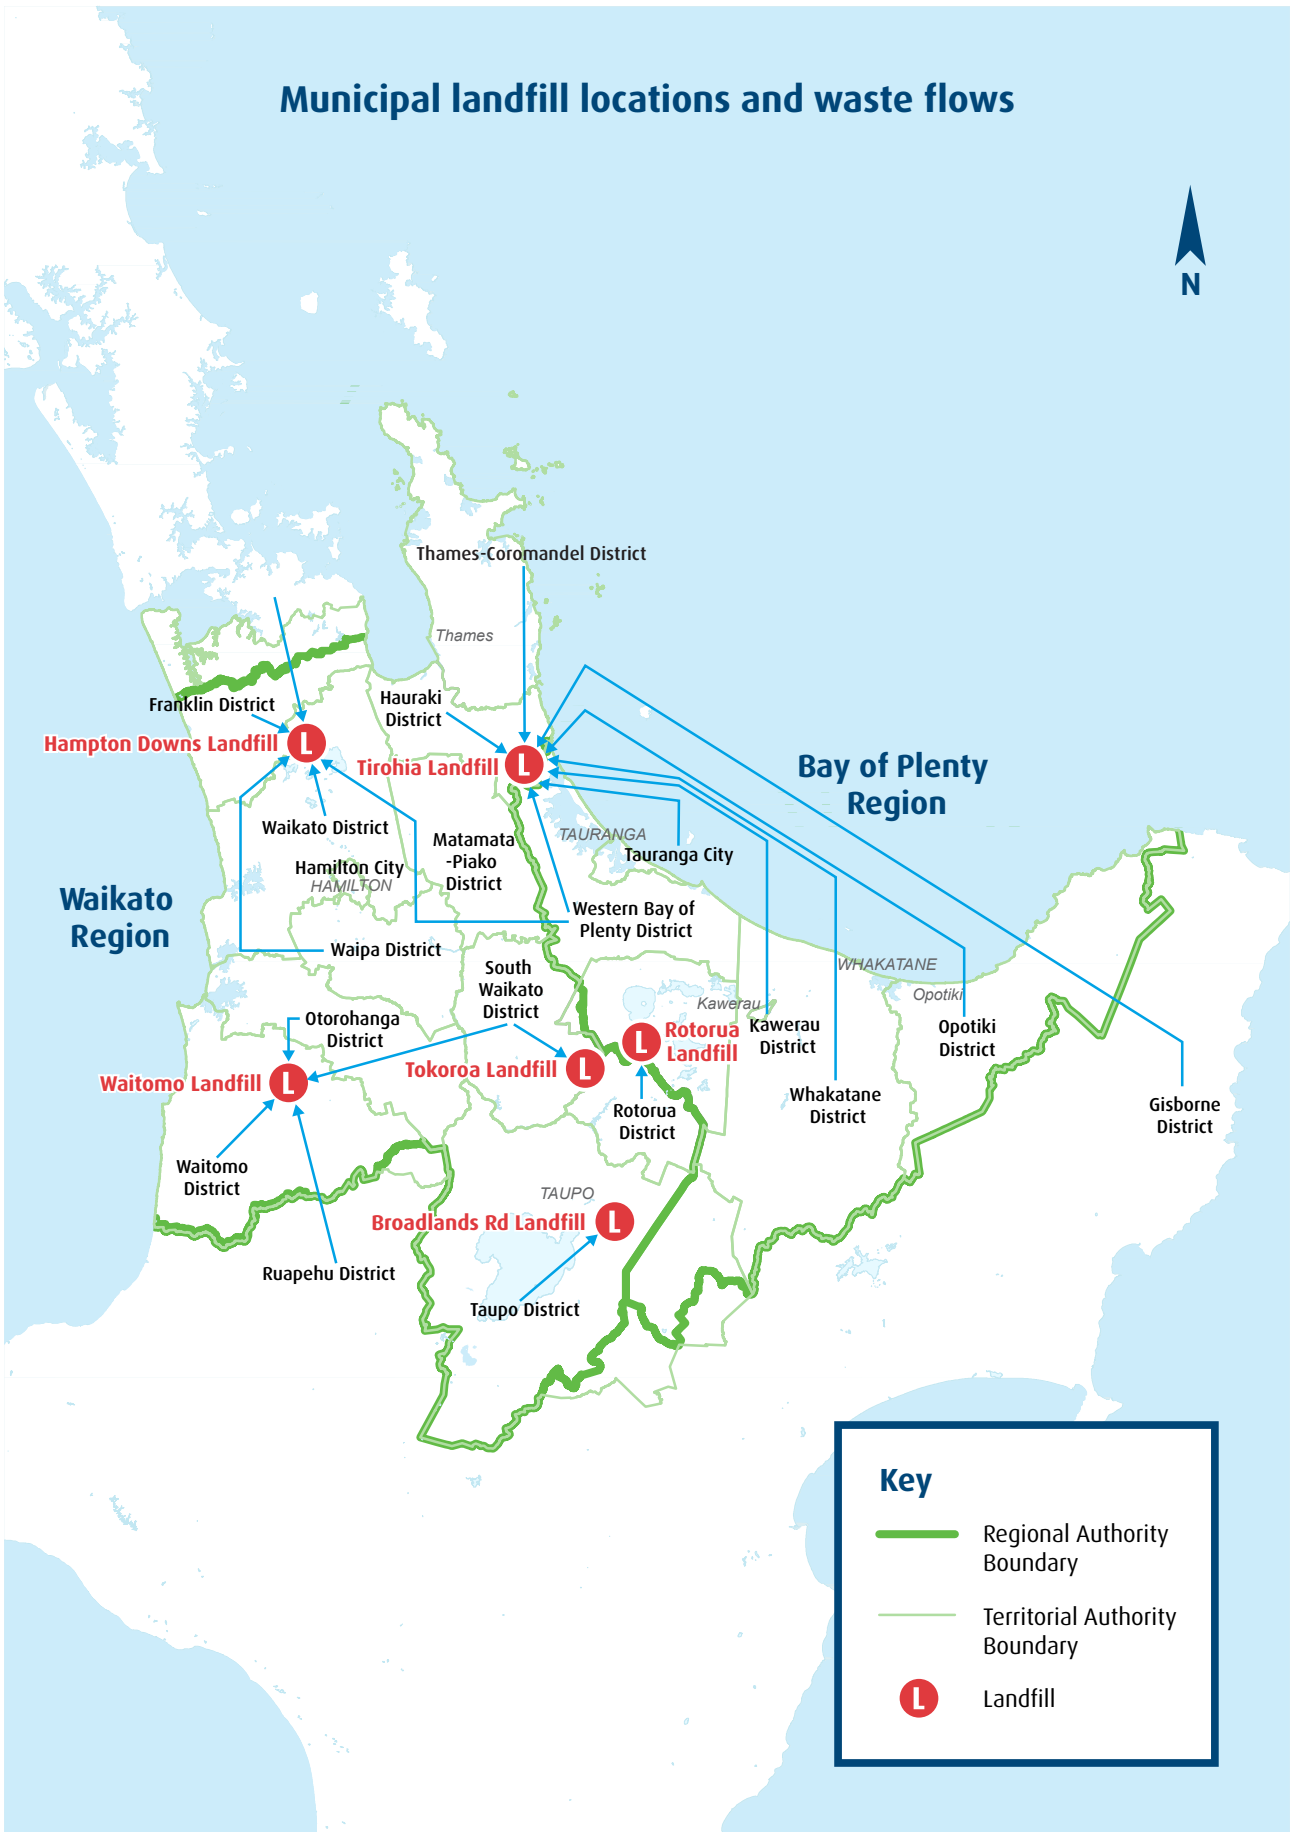 Municipal landfill locations and waste flows
N
Thames-Coromandel District
Thames
Franklin District
Hauraki
District
Hampton Downs Landfill
L
Tirohia Landfill
L
Bay of Plenty
Region
Waikato District
TAURANGA
Tauranga City
Matamata
-Piako
District
Hamilton City
HAMILTON
Waikato
Region
Western Bay of
Plenty District
Waipa District
South
Waikato
District
WHAKATANE
Opotiki
Kawerau
Otorohanga
District
Rotorua
Landfill
L
Kawerau
District
Opotiki
District
Tokoroa Landfill
L
Waitomo Landfill
L
Whakatane
District
Gisborne
District
Rotorua
District
Waitomo
District
TAUPO
Broadlands Rd Landfill
L
Ruapehu District
Taupo District
Key
Regional Authority
Boundary
Territorial Authority
Boundary
L
Landfill